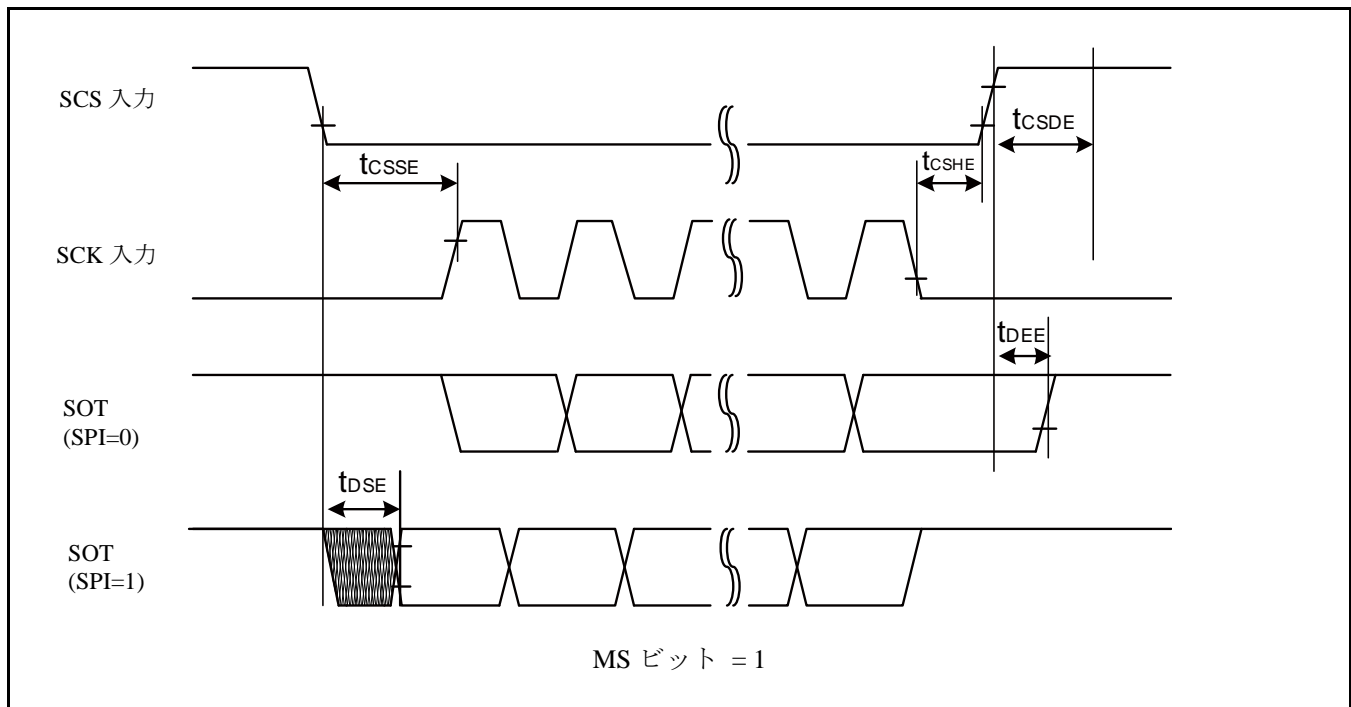 SCS 入力
tCSDE
tCSSE
tCSHE
SCK 入力
tDEE
SOT
(SPI=0)
tDSE
SOT
(SPI=1)
MS ビット = 1